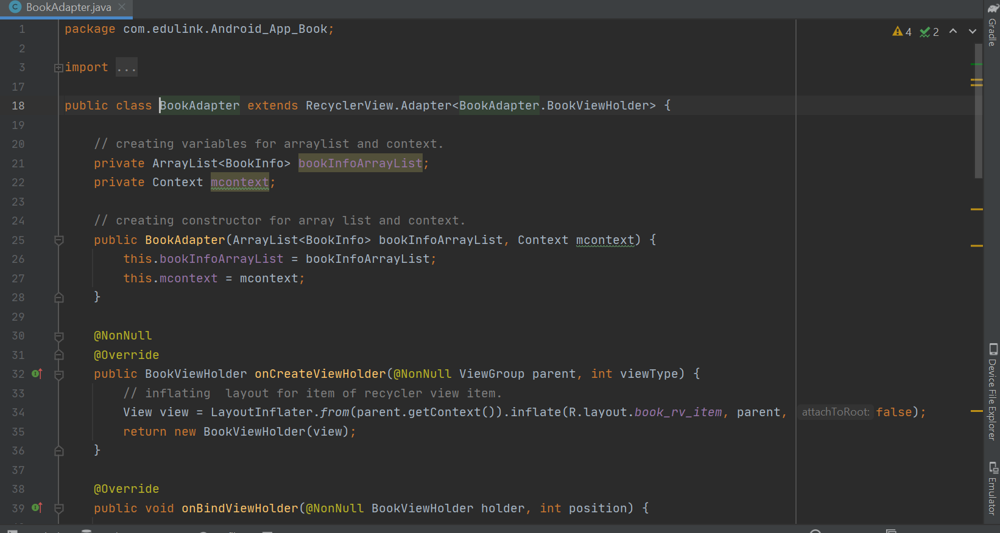 BookAdapter.java
1 package com.edulink.Android_App_Book;
4 2
2
3 import ...
17
18 public class BookAdapter extends RecyclerView.Adapter<BookAdapter.BookViewHolder> {
19
20 // creating variables for arraylist and context.
21 private ArrayList<BookInfo> bookInfoArrayList;
22 private Context mcontext;
23
24 // creating constructor for array list and context.
25 public BookAdapter(ArrayList<BookInfo> bookInfoArrayList, Context mcontext) {
26 this.bookInfoArrayList = bookInfoArrayList;
27 this.mcontext = mcontext;
28 }
29
30 @NonNull
31 @Override
32 public BookViewHolder onCreateViewHolder(@NonNull ViewGroup parent, int viewType) {
33 // inflating  layout for item of recycler view item.
34 View view = LayoutInflater.from(parent.getContext()).inflate(R.layout.book_rv_item, parent, attachToRoot: false);
35 return new BookViewHolder(view);
36 }
37
38 @Override
39 public void onBindViewHolder(@NonNull BookViewHolder holder, int position) {
Gradle
Device File Explorer
Emulator